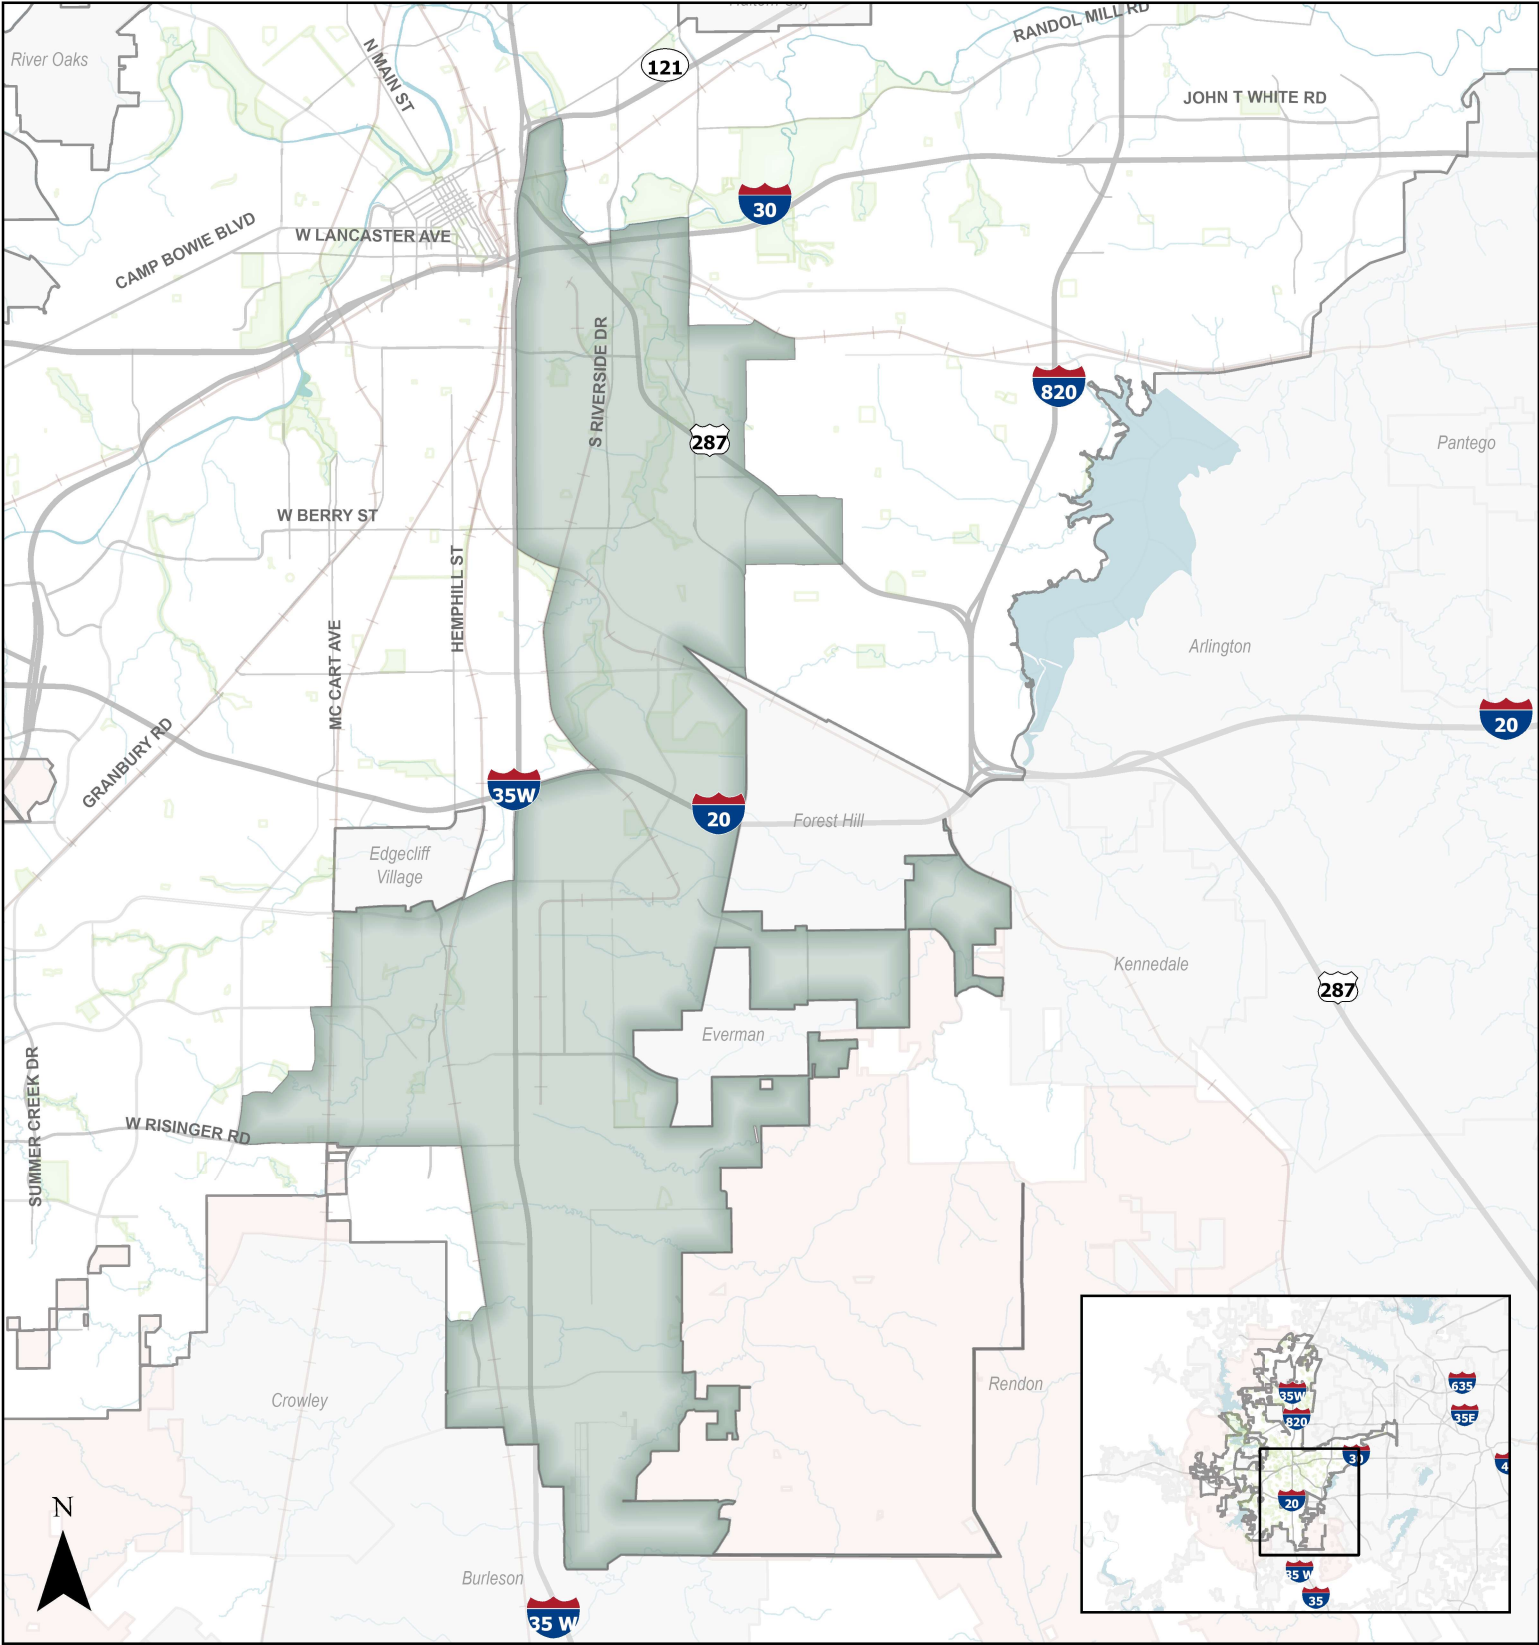 RANDOL MILL RD
River Oaks
N MAIN ST
121
JOHN T WHITE RD
30
CAMP BOWIE BLVD
W LANCASTER AVE
S RIVERSIDE DR
820
287
Pantego
W BERRY ST
HEMPHILL ST
MC CART AVE
Arlington
20
GRANBURY RD
35W
20
Forest Hill
Edgecliff
Village
Kennedale
287
Everman
SUMMER CREEK DR
W RISINGER RD
Crowley
Rendon
635
35W
35E
820
30
4
20
N
35 W
35
Burleson
35 W